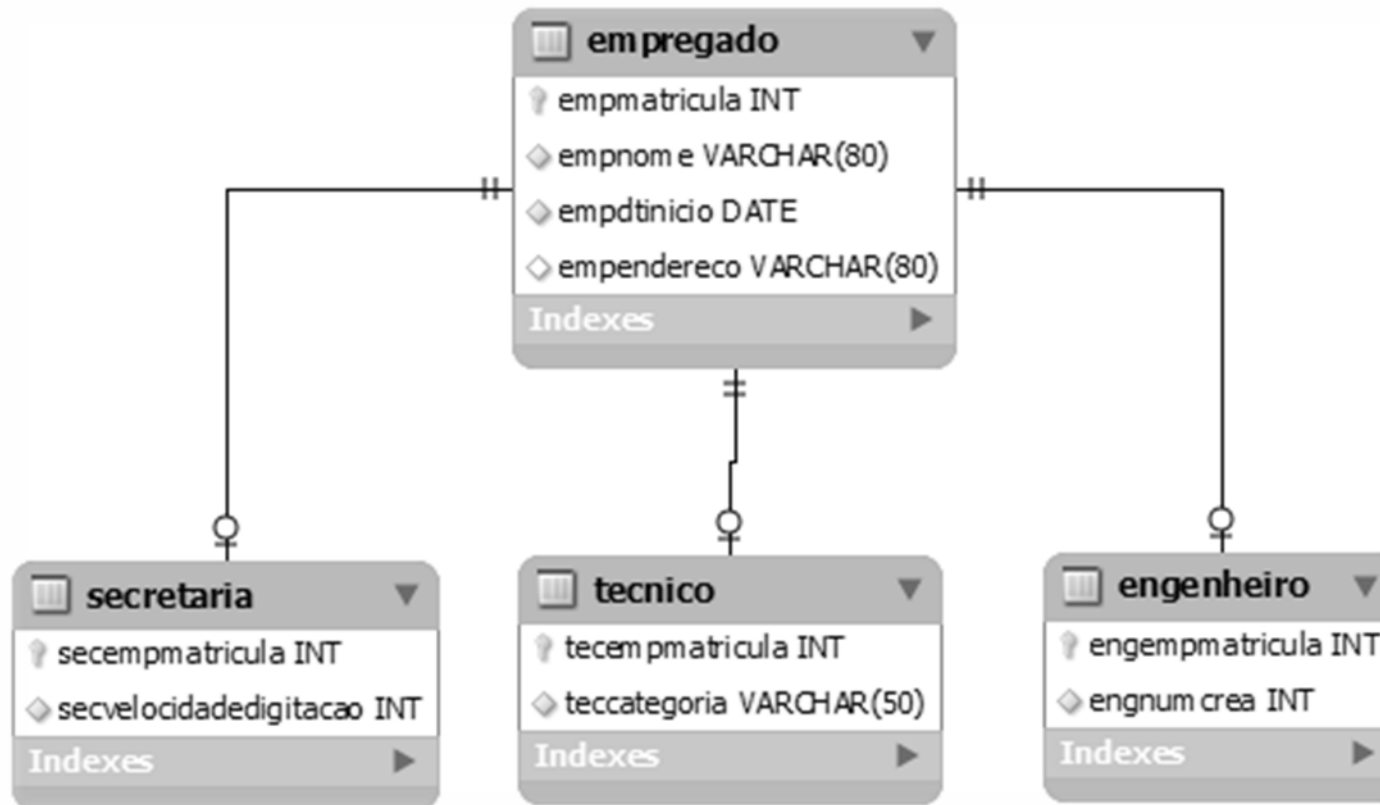 empregado
empmatricula INT
empnome VARCHAR(80)
empdtinicio DATE
empendereco VARCHAR(80)
Indexes
secretaria
secempmatricula INT
secvelocidadedigitacao INT
Indexes
tecnico
tecempmatricula INT
teccategoria VARCHAR(50)
Indexes
engenheiro
engempmatricula INT
engnumcrea INT
Indexes